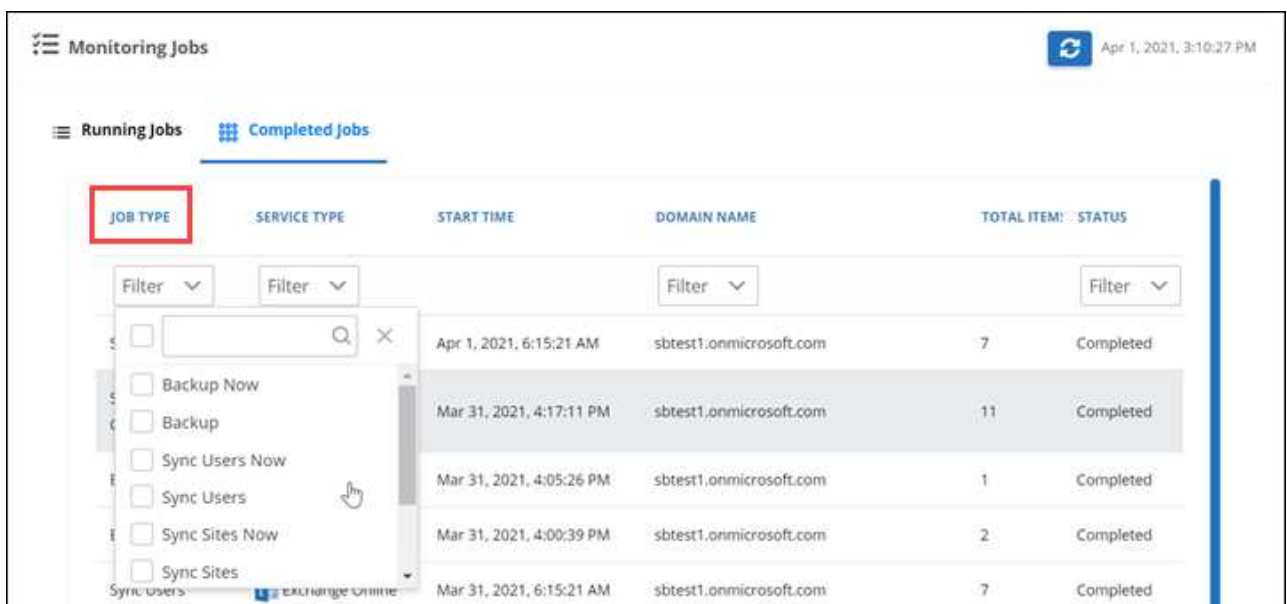 Monitoring Jobs Apr 1, 2021, 3:10:27 PM
Running Jobs Completed Jobs
JOB TYPE SERVICE TYPE START TIME DOMAIN NAME TOTAL ITEM: STATUS
Filter Filter Filter Filter
Apr 1, 2021, 6:15:21 AM sbtest1.onmicrosoft.com 7 Completed
Backup Now
Mar 31, 2021, 4:17:11 PM sbtest1.onmicrosoft.com 11 Completed
Backup
Sync Users Now
Mar 31, 2021, 4:05:26 PM sbtest1.onmicrosoft.com 1 Completed
Sync Users
Sync Sites Now Mar 31, 2021, 4:00:39 PM sbtest1.onmicrosoft.com 2 Completed
Sync Sites
Sync Users Exchange Online Mar 31, 2021, 6:15:21 AM sbtest1.onmicrosoft.com 7 Completed